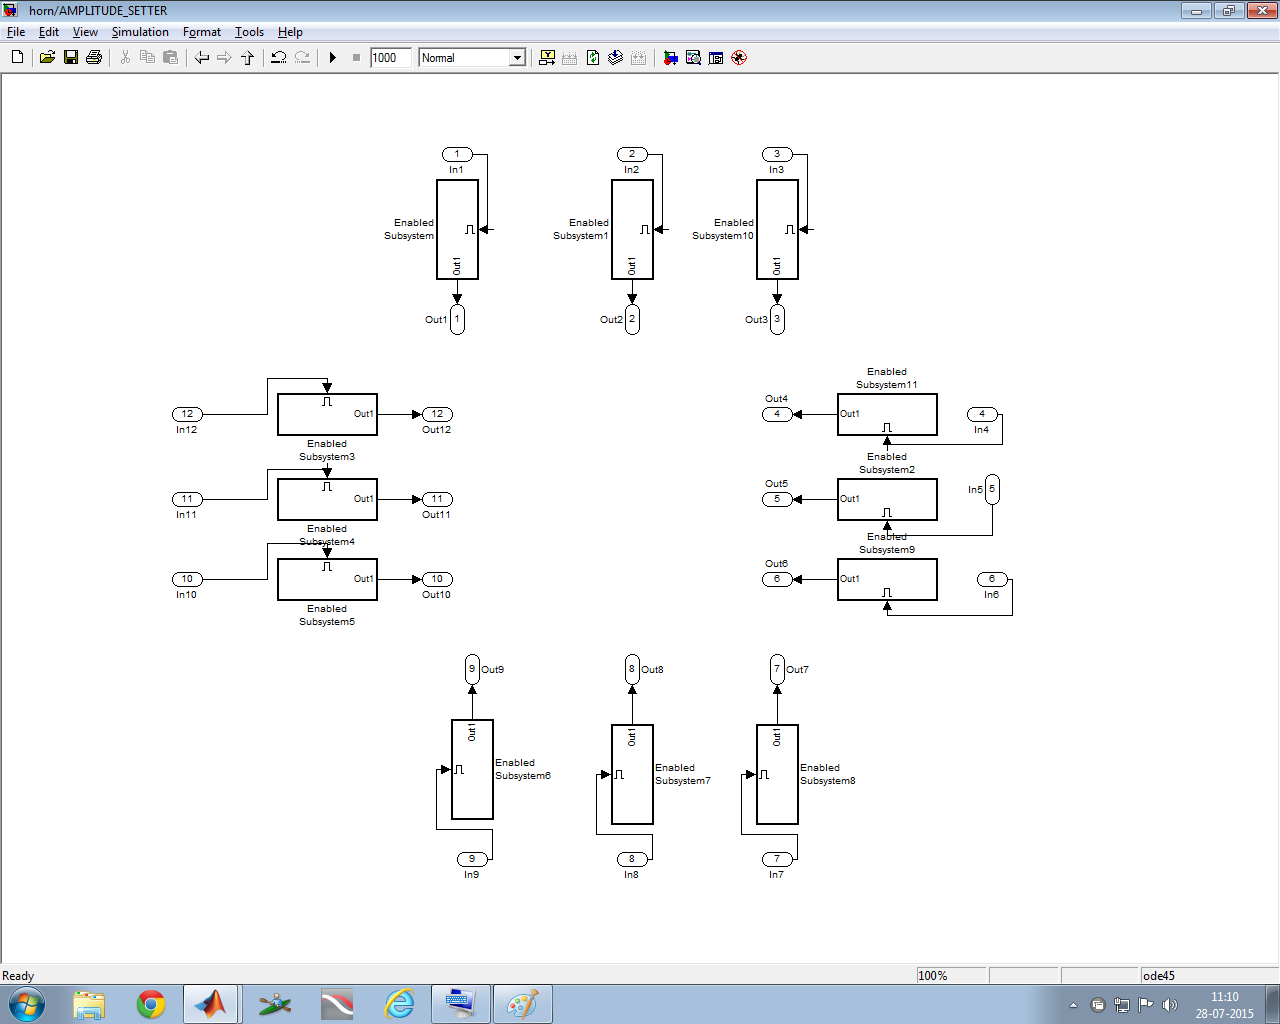 horn/AMPLITUDE_SETTER
File Edit View Simulation Format Tools Help
1000 Normal
1 2 3
In1 In2 In3
Enabled
Subsystem
Out1
Enabled
Subsystem1
Out1
Enabled
Subsystem10
Out1
Out1 1
Out2 2
Out3 3
12
In12
Out1
12
Out12
Enabled
Subsystem3
11
In11
Out1
11
Out11
Enabled
Subsystem4
10
In10
Out1
10
Out10
Enabled
Subsystem5
Enabled
Subsystem11
Out4
4
Out1
4
In4
Enabled
Subsystem2
Out5
5
Out1
In5 5
Enabled
Subsystem9
Out6
6
Out1
6
In6
9 Out9
8 Out8
7 Out7
Out1
Enabled
Subsystem6
Out1
Enabled
Subsystem7
Out1
Enabled
Subsystem8
9
In9
8
In8
7
In7
Ready 100% ode45
11:10
28-07-2015